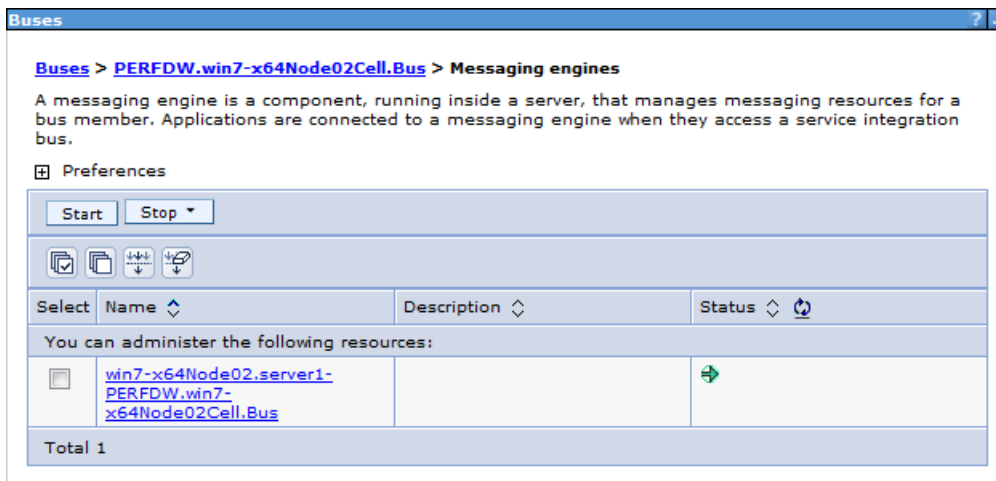 Buses ?
Buses > PERFDW.win7-x64Node02Cell.Bus > Messaging engines
A messaging engine is a component, running inside a server, that manages messaging resources for a
bus member. Applications are connected to a messaging engine when they access a service integration
bus.
Preferences
Start Stop
Select Name Description Status
You can administer the following resources:
win7-x64Node02.server1-
PERFDW.win7-
x64Node02Cell.Bus
Total 1